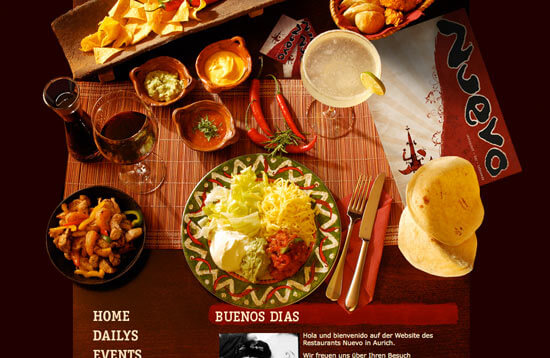 Nuevo
Nuevo
HOME
DAILYS
EVENTS
BUENOS DIAS
Hola und bienvenido auf der Website des
Restaurants Nuevo in Aurich.
Wir freuen uns über Ihren Besuch